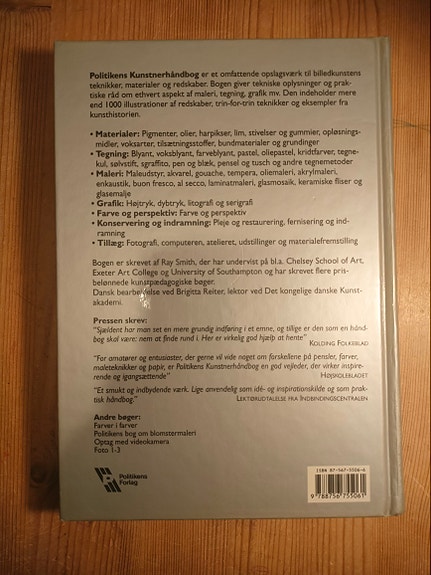 Politikens Kunstnerhåndbog er et omfattende opslagsværk til billedkunstens
teknikker, materialer og redskaber. Bogen giver tekniske oplysninger og prak-
tiske råd om ethvert aspekt af maleri, tegning, grafik mv. Den indeholder mere
end 1000 illustrationer af redskaber, trin-for-trin teknikker og eksempler fra
kunsthistorien.
• Materialer: Pigmenter, olier, harpikser, lim, stivelser og gummier, opløsnings-
midler, voksarter, tilsætningsstoffer, bundmaterialer og grundinger
• Tegning: Blyant, voksblyant, farveblyant, pastel, oliepastel, kridtfarver, tegne-
kul, sølvstift, sgraffito, pen og blæk, pensel og tusch og andre tegnemetoder
• Maleri: Maleudstyr, akvarel, gouache, tempera, oliemaleri, akrylmaleri,
enkaustik, buon fresco, al secco, laminatmaleri, glasmosaik, keramiske fliser og
glasemalje
• Grafik: Højtryk, dybtryk, litografi og serigrafi
• Farve og perspektiv: Farve og perspektiv
• Konservering og indramning: Pleje og restaurering, fernisering og ind-
ramning
• Tillæg: Fotografi, computeren, atelieret, udstillinger og materialefremstilling
Bogen er skrevet af Ray Smith, der har undervist på bl.a. Chelsey School of Art,
Exeter Art College og University of Southampton og har skrevet flere pris-
belønnede kunstpædagogiske bøger.
Dansk bearbejdelse ved Brigitta Reiter, lektor ved Det kongelige danske Kunst-
akademi.
Pressen skrev:
"Sjældent har man set en mere grundig indføring i et emne, og tillige er den som en hånd-
bog skal være: nem at finde rund i. Her er virkelig god hjælp at hente"
KOLDING FOLKEBLAD
"For amatører og entusiaster, der gerne vil vide noget om forskellen på pensler, farver,
maleteknikker og papir, er Politikens Kunstnerhåndbog en god vejleder, der virker inspire-
rende og igangsættende"
HØJSKOLEBLADET
"Et smukt og indbydende værk. Lige anvendelig som idé- og inspirationskilde og som prak-
tisk håndbog."
LEKTØRUDTALELSE FRA INDBINDINGSCENTRALEN
Andre bøger:
Farver i farver
Politikens bog om blomstermaleri
Optag med videokamera
Foto 1-3
Politikens
Forlag
ISBN 87-567-5506-6
9 788756 755061